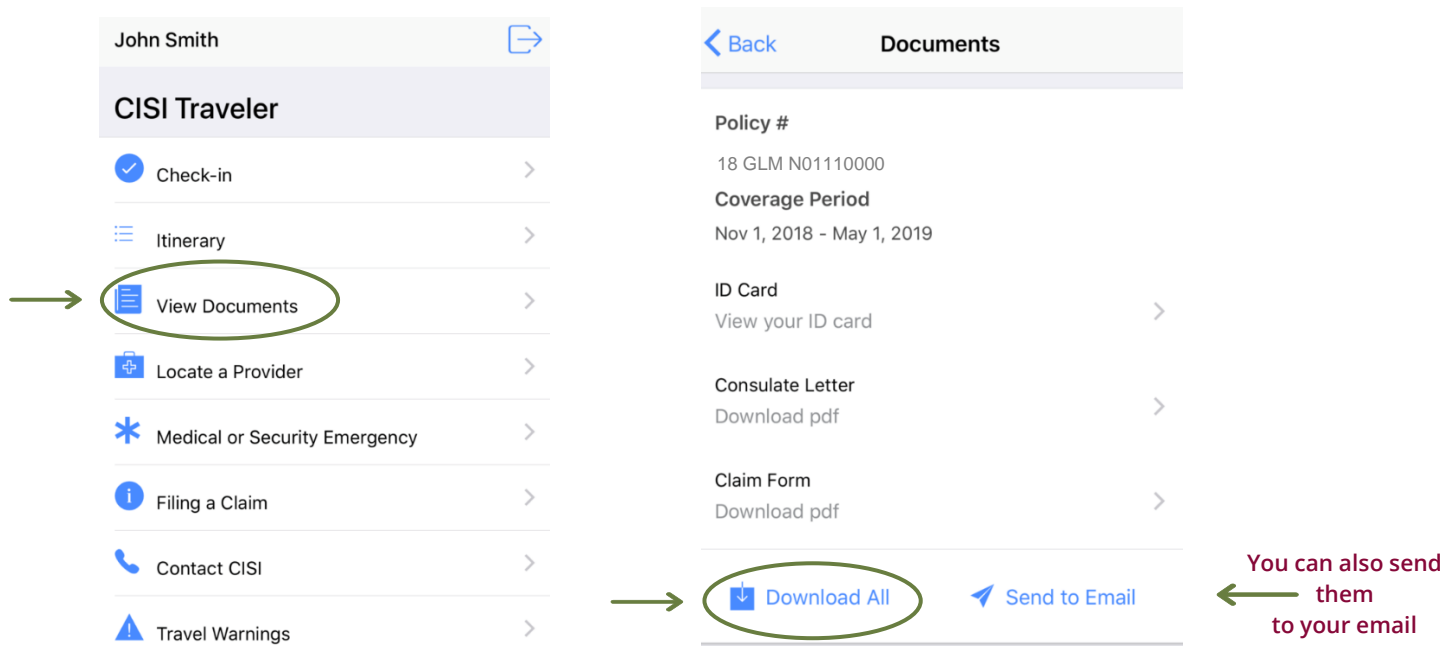 John Smith
CISI Traveler
Check-in
Itinerary
View Documents
Locate a Provider
Medical or Security Emergency
Filing a Claim
Contact CISI
Travel Warnings
Back
Documents
Policy #
18 GLM N01110000
Coverage Period
Nov 1, 2018 - May 1, 2019
ID Card
View your ID card
Consulate Letter
Download pdf
Claim Form
Download pdf
Download All
Send to Email
You can also send
them
to your email